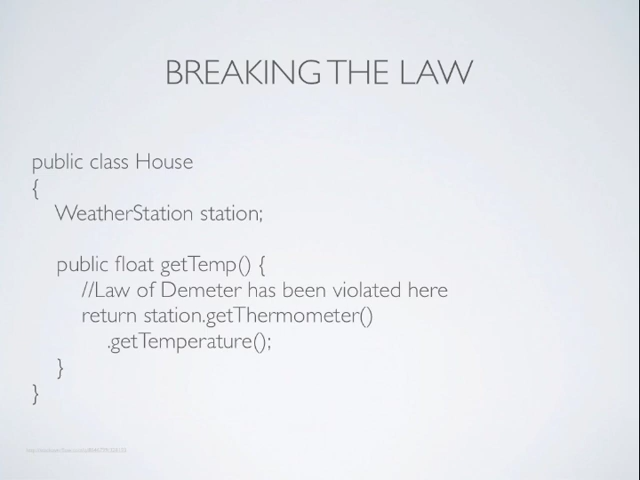 BREAKING THE LAW
public class House
{
WeatherStation station;
public float getTemp() {
//Law of Demeter has been violated here
return station.getThermometer()
.getTemperature();
}
}